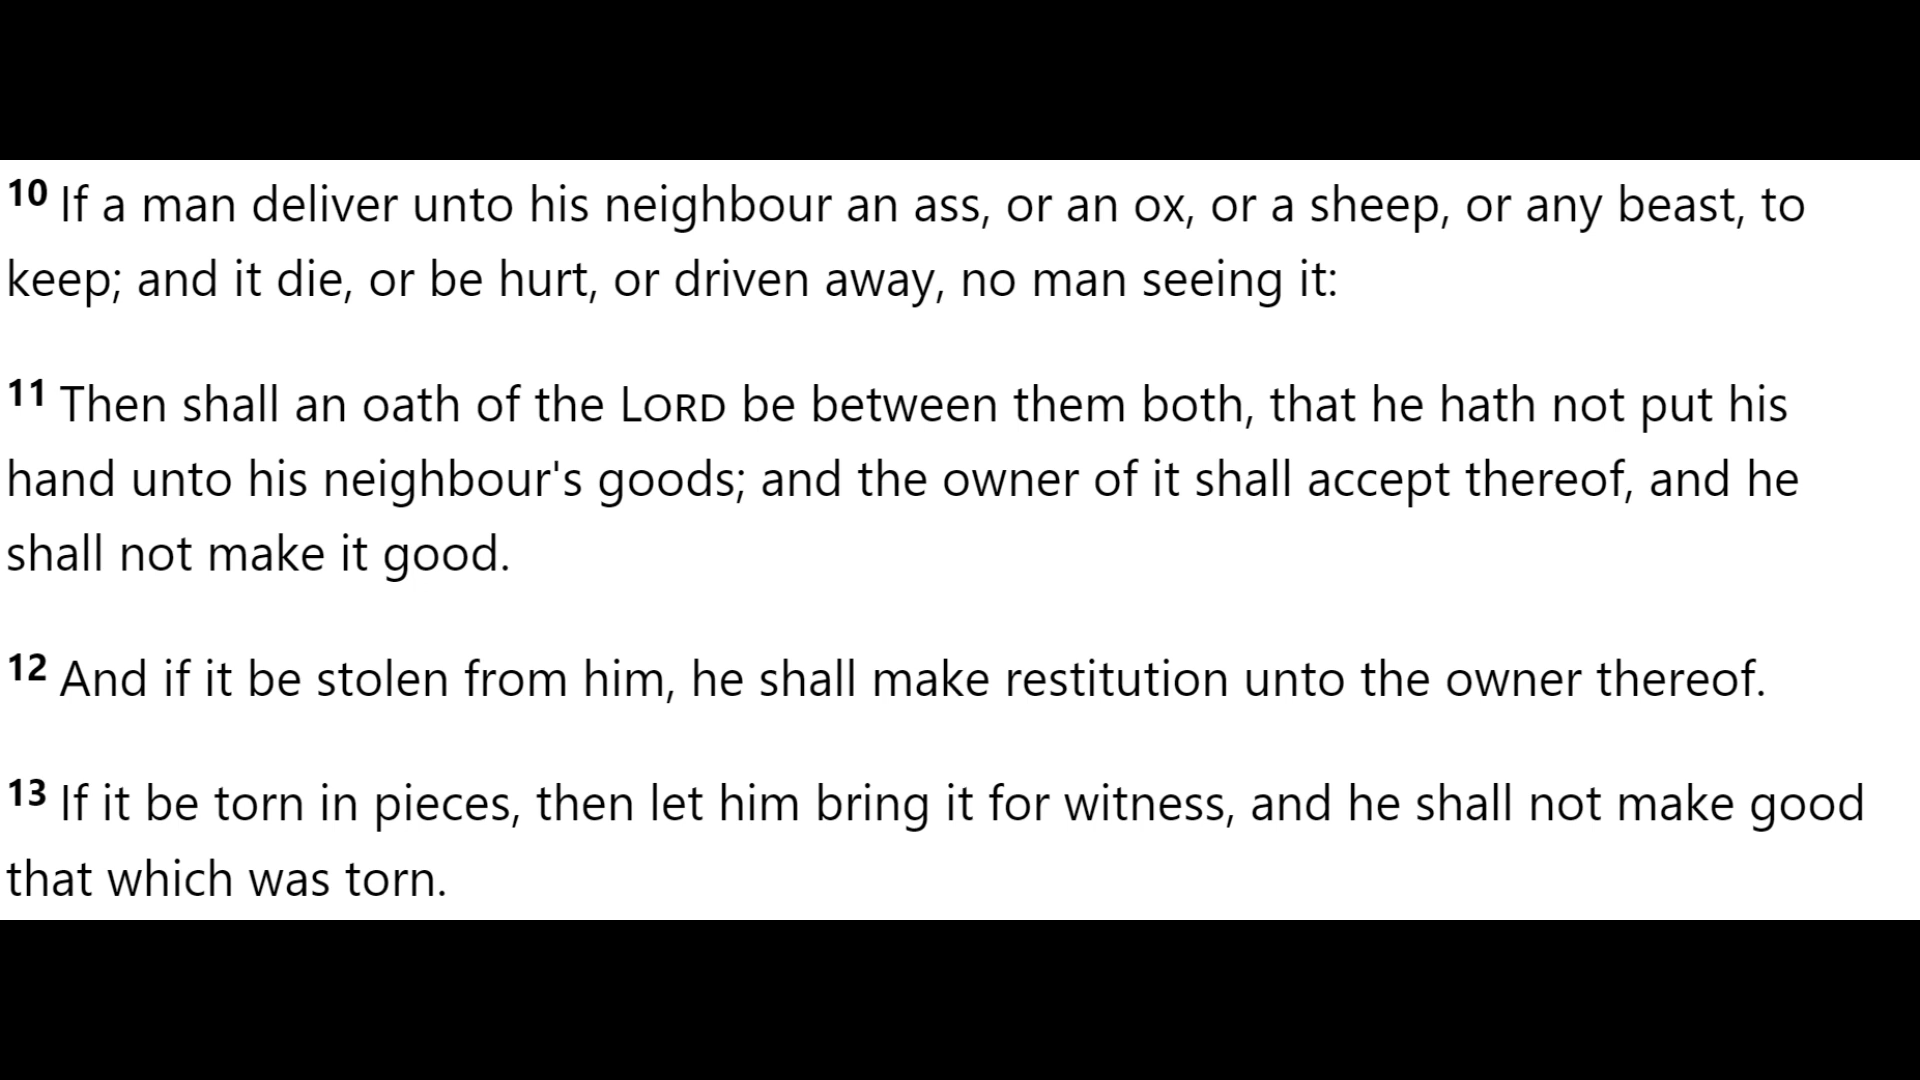 10 If a man deliver unto his neighbour an ass, or an ox, or a sheep, or any beast, to
keep; and it die, or be hurt, or driven away, no man seeing it:
11 Then shall an oath of the LORD be between them both, that he hath not put his
hand unto his neighbour's goods; and the owner of it shall accept thereof, and he
shall not make it good.
12 And if it be stolen from him, he shall make restitution unto the owner thereof.
13 If it be torn in pieces, then let him bring it for witness, and he shall not make good
that which was torn.